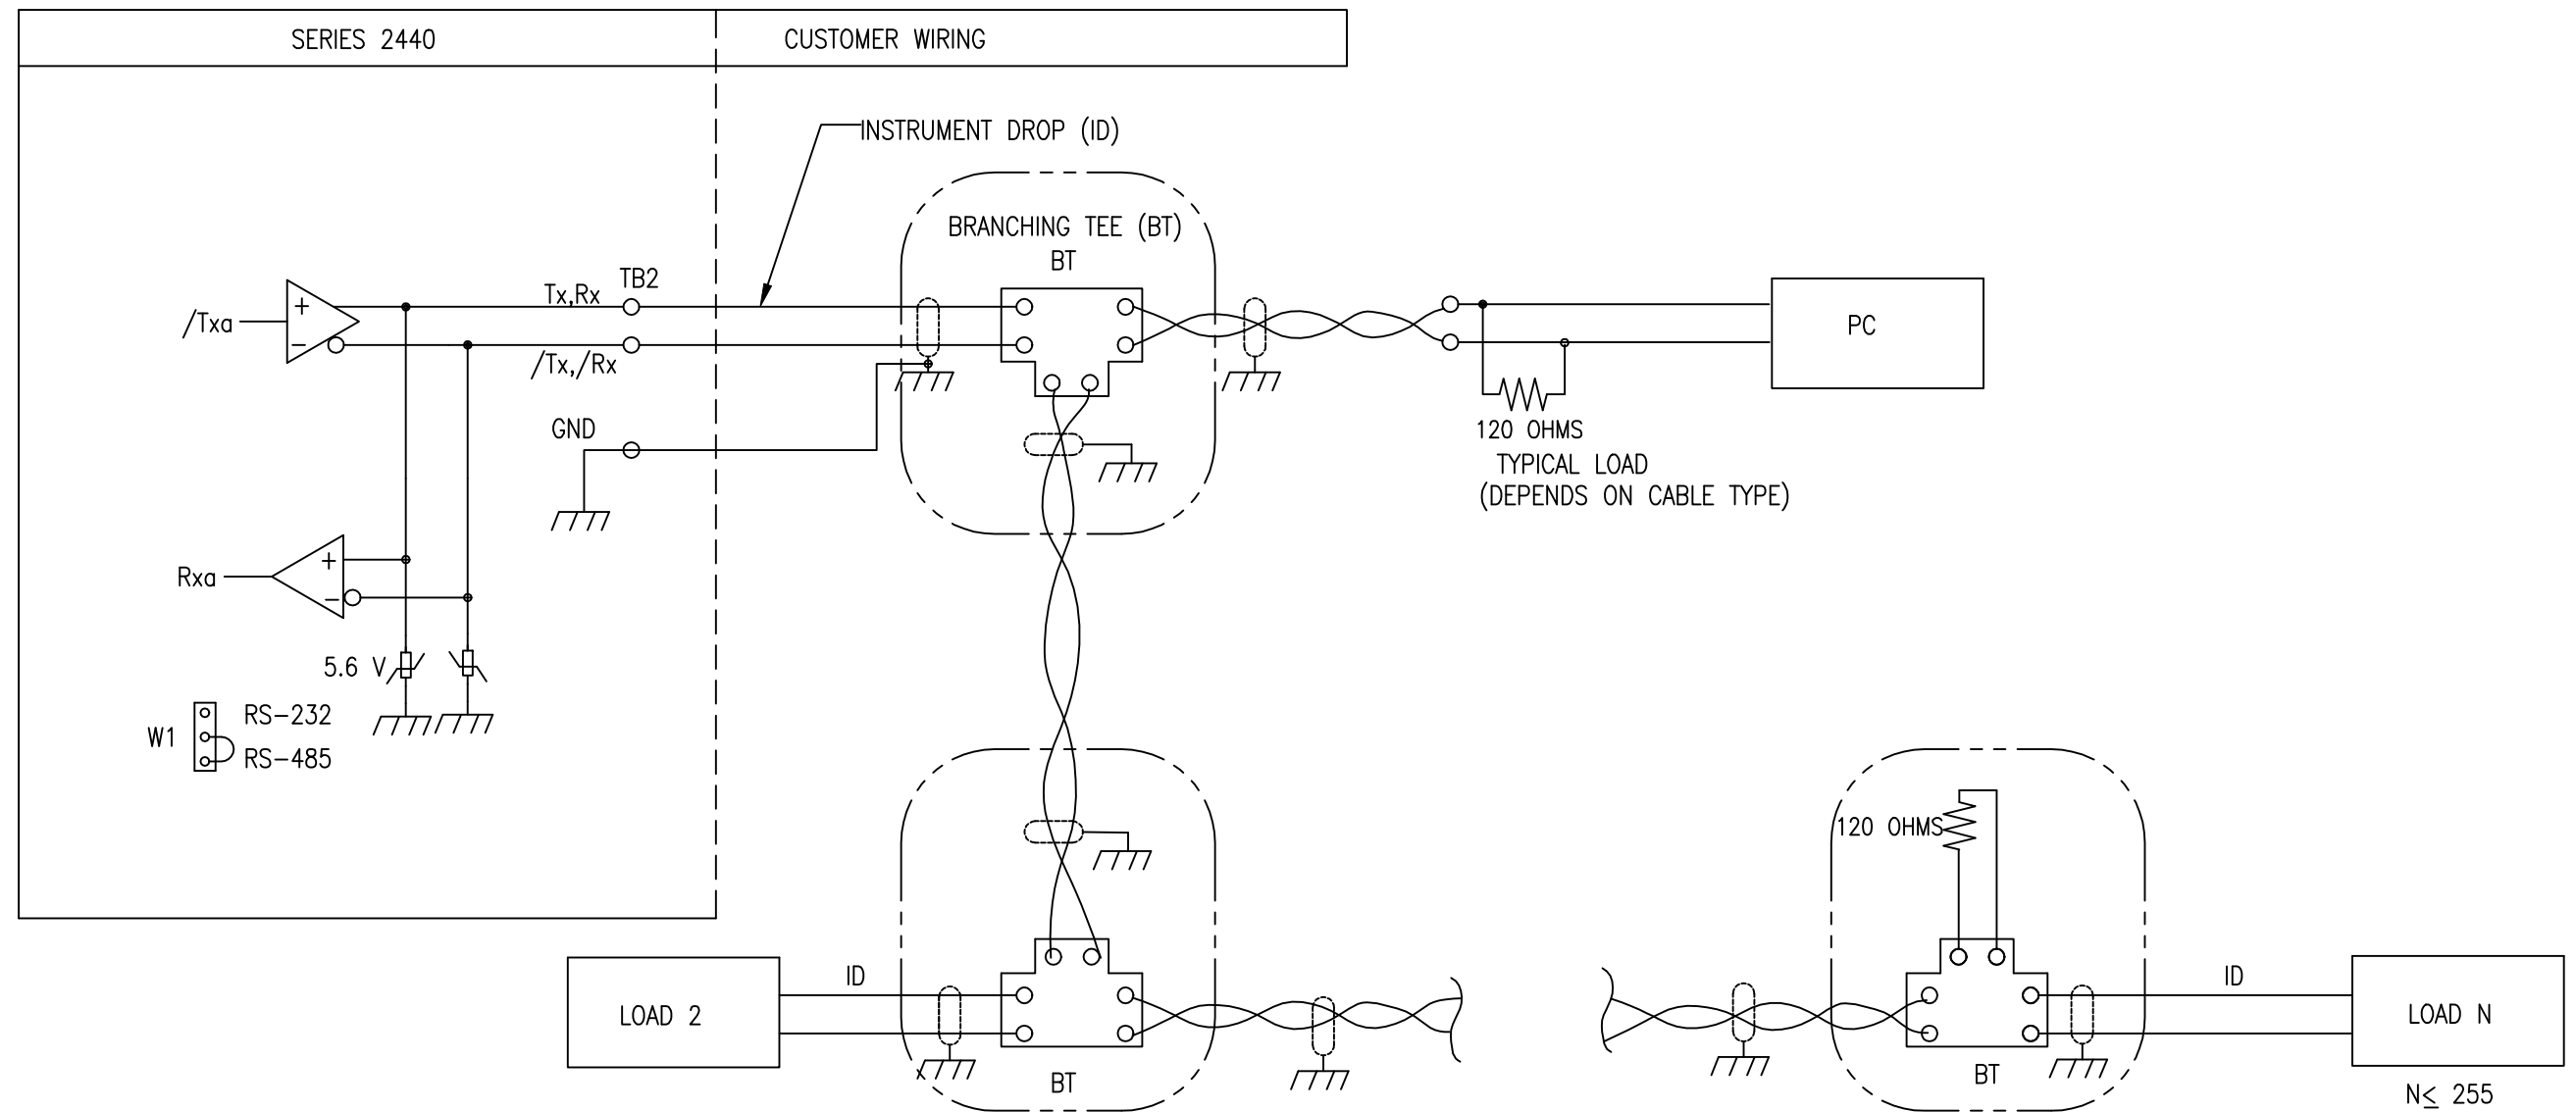 SERIES 2440
CUSTOMER WIRING
INSTRUMENT DROP (ID)
BRANCHING TEE (BT)
BT
/Txa
+
−
Tx,Rx
TB2
/Tx,/Rx
GND
PC
120 OHMS
TYPICAL LOAD
(DEPENDS ON CABLE TYPE)
Rxa
+
−
5.6 V
W1
RS-232
RS-485
120 OHMS
LOAD 2
ID
BT
BT
ID
LOAD N
N≤ 255